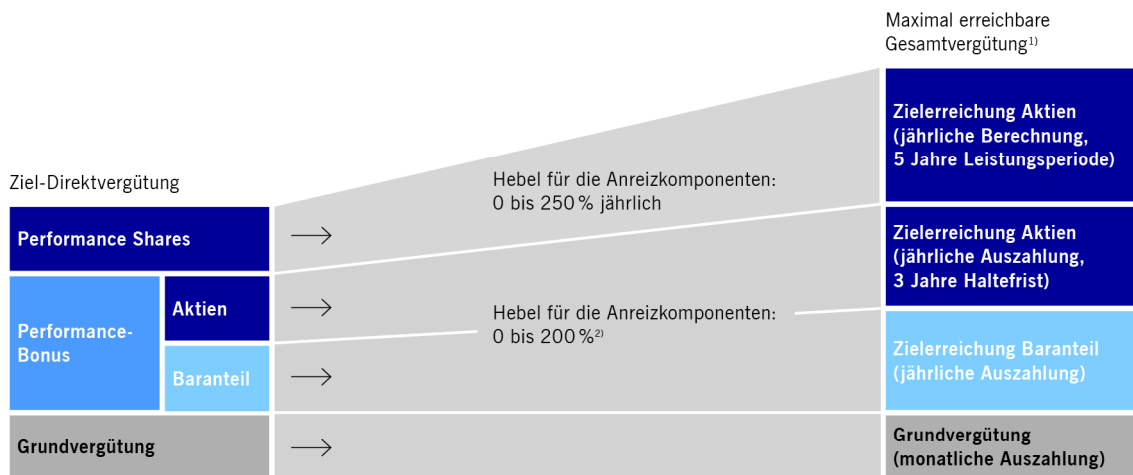 Maximal erreichbare
Gesamtvergütung1)
Ziel-Direktvergütung
Performance Shares
Performance-
Bonus
Aktien
Baranteil
Grundvergütung
Hebel für die Anreizkomponenten:
0 bis 250 % jährlich
Hebel für die Anreizkomponenten:
0 bis 200 %2)
Zielerreichung Aktien
(jährliche Berechnung,
5 Jahre Leistungsperiode)
Zielerreichung Aktien
(jährliche Auszahlung,
3 Jahre Haltefrist)
Zielerreichung Baranteil
(jährliche Auszahlung)
Grundvergütung
(monatliche Auszahlung)